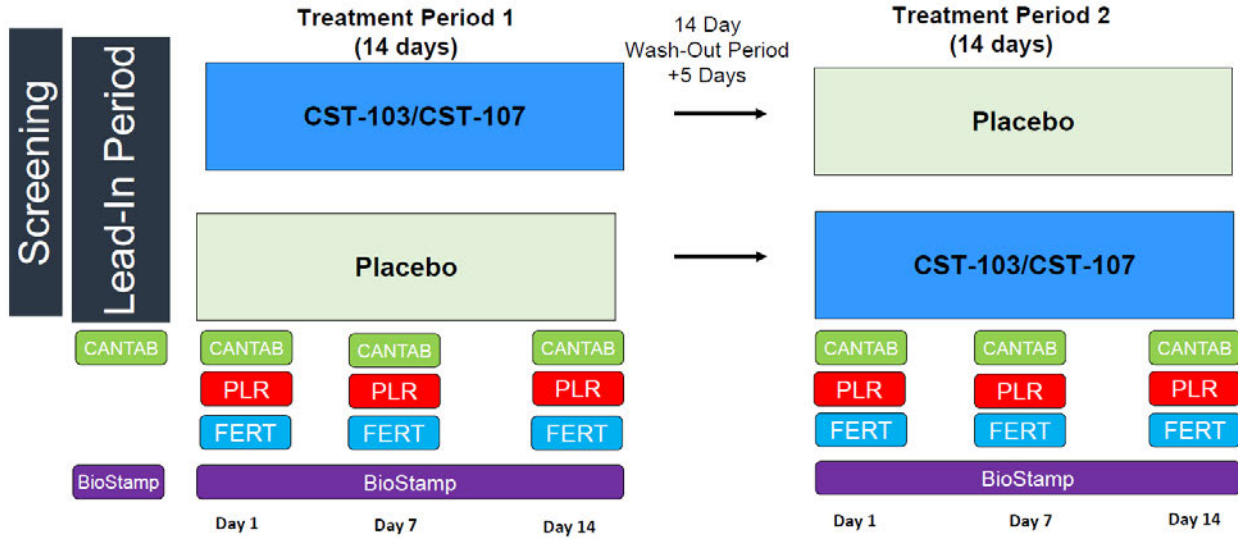 Screening
Lead-In Period
Treatment Period 1
(14 days)
14 Day
Wash-Out Period
+5 Days
Treatment Period 2
(14 days)
CST-103/CST-107
Placebo
Placebo
CST-103/CST-107
CANTAB CANTAB CANTAB CANTAB CANTAB CANTAB CANTAB
PLR PLR PLR PLR PLR PLR
FERT FERT FERT FERT FERT FERT
BioStamp BioStamp BioStamp
Day 1 Day 7 Day 14 Day 1 Day 7 Day 14